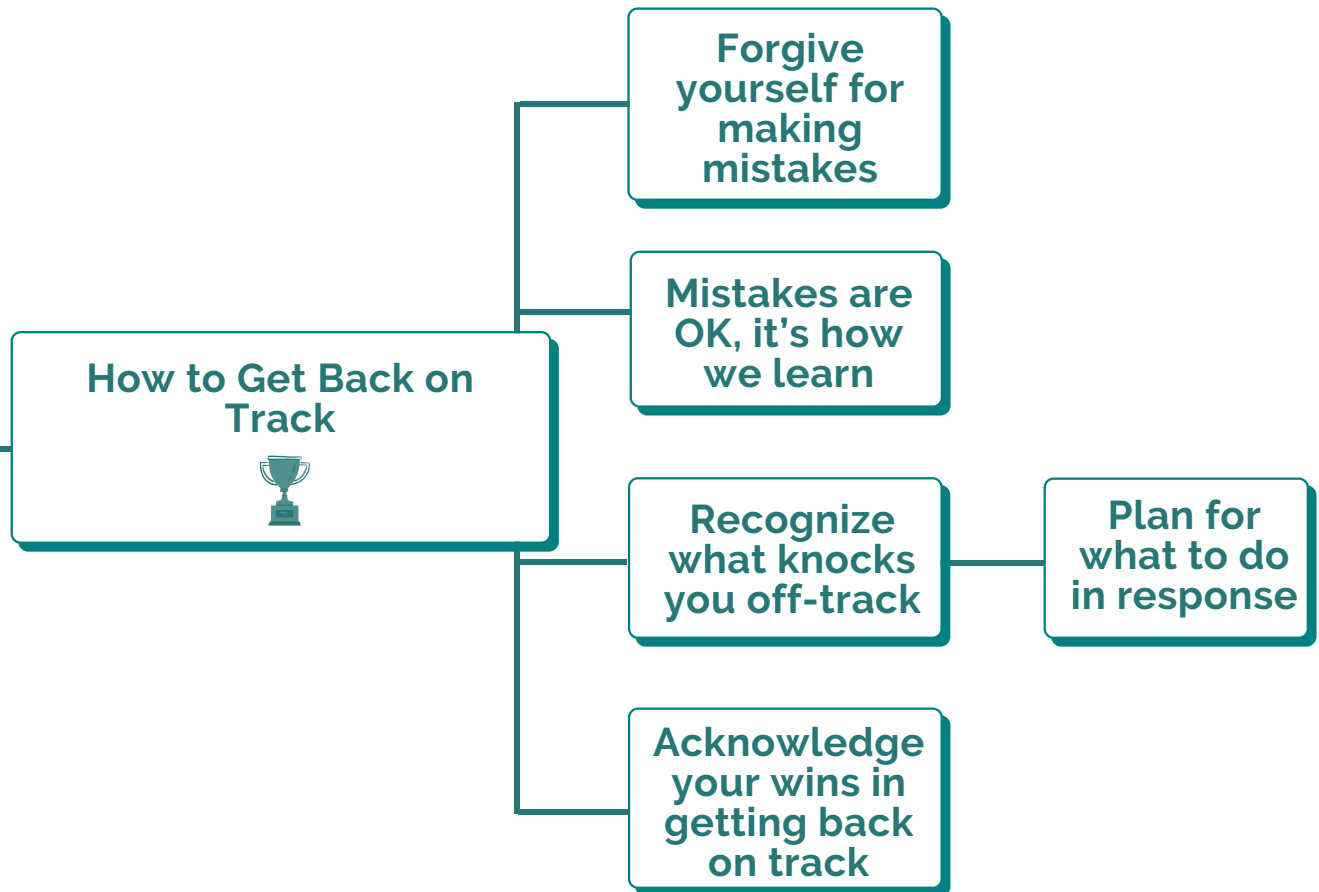 Forgive
yourself for
making
mistakes
Mistakes are
OK, it’s how
we learn
How to Get Back on
Track
Recognize
what knocks
you off-track
Plan for
what to do
in response
Acknowledge
your wins in
getting back
on track